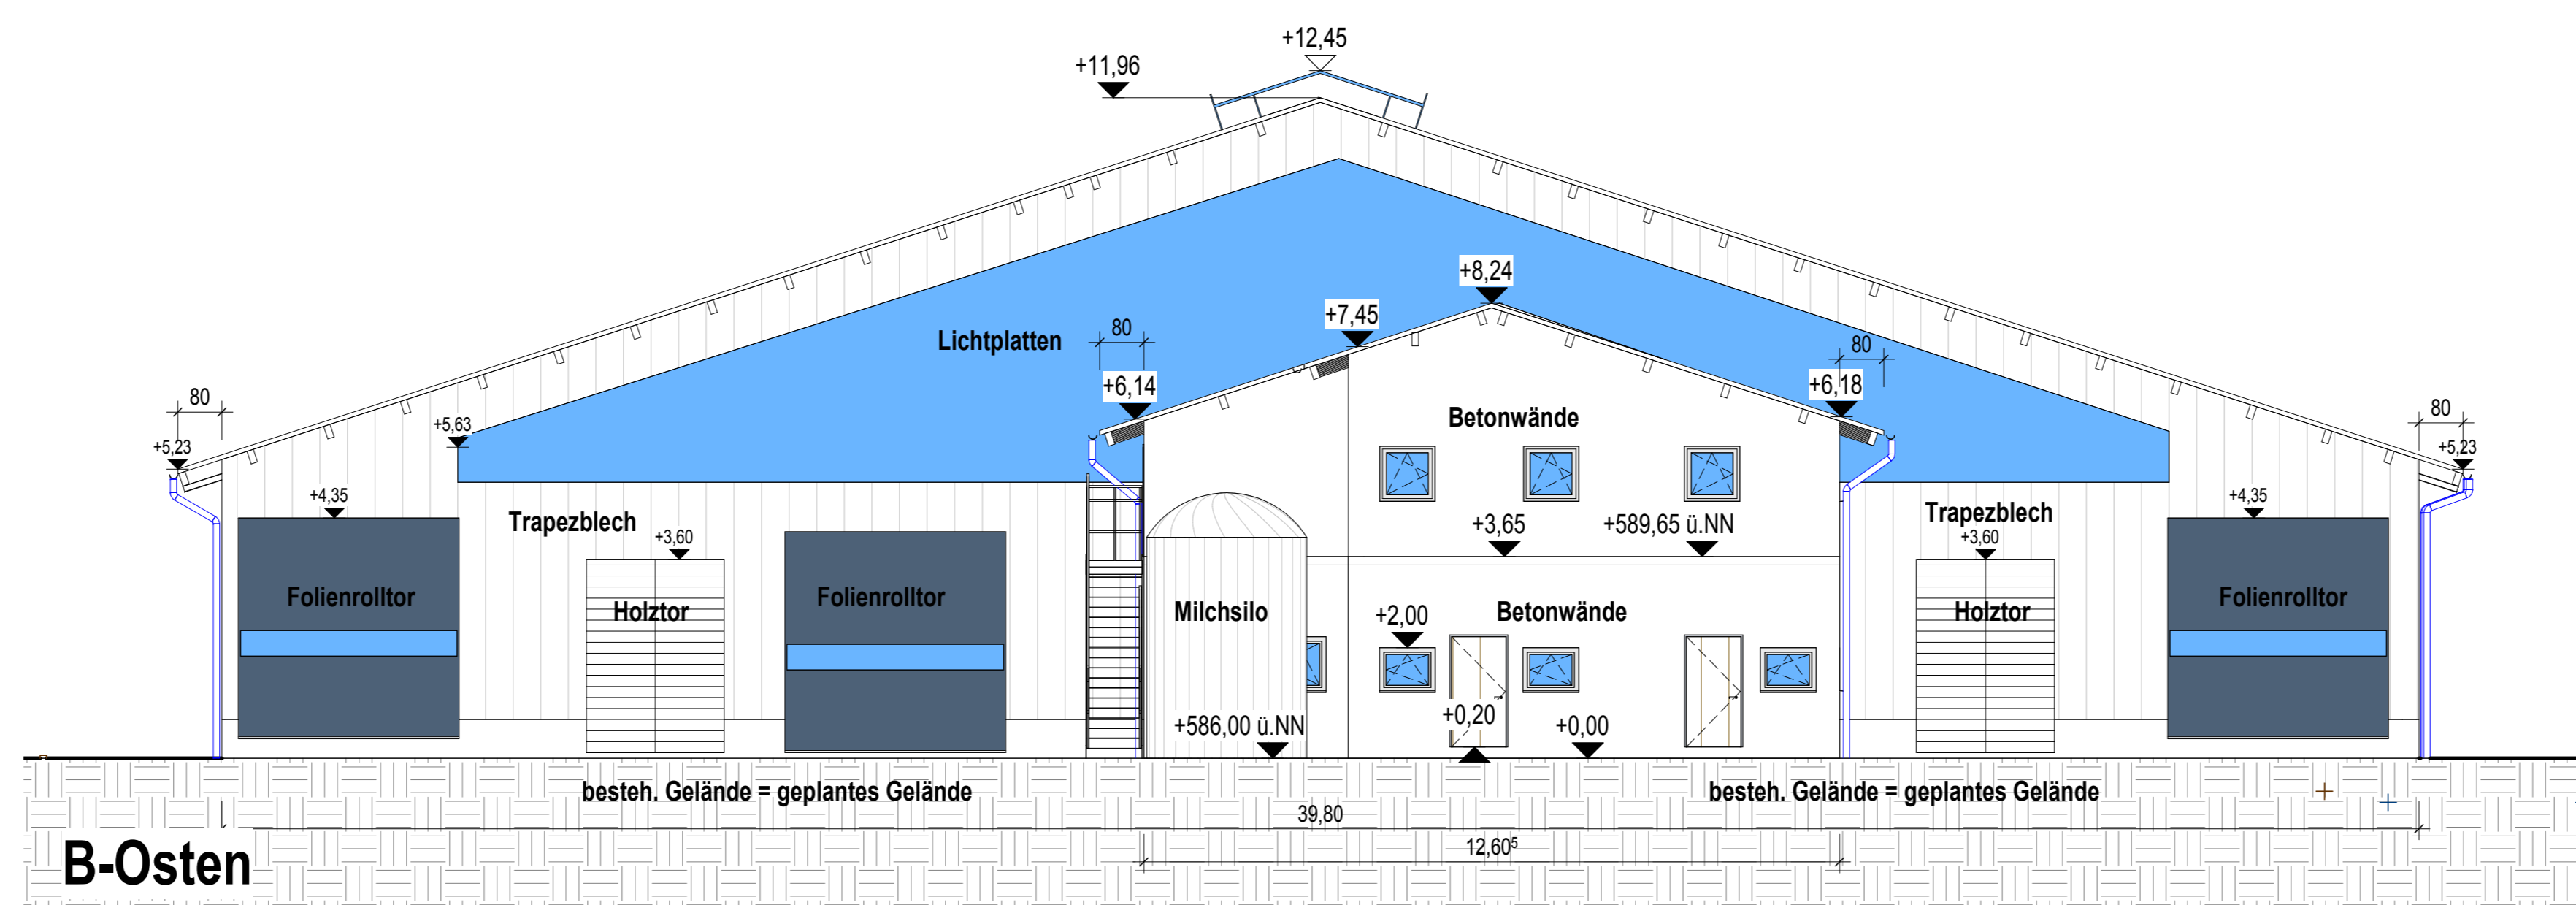 +12,45
+11,96
+8,24
+7,45
Lichtplatten
80
80
+6,14
+6,18
80
80
Betonwände
+5,63
+5,23
+5,23
+4,35
+4,35
Trapezblech
Trapezblech
+3,60
+3,65
+589,65 ü.NN
+3,60
Folienrolltor
Holztor
Folienrolltor
Milchsilo
+2,00
Betonwände
Holztor
Folienrolltor
+586,00 ü.NN
+0,20
+0,00
besteh. Gelände = geplantes Gelände
besteh. Gelände = geplantes Gelände
39,80
12,60⁵
B-Osten